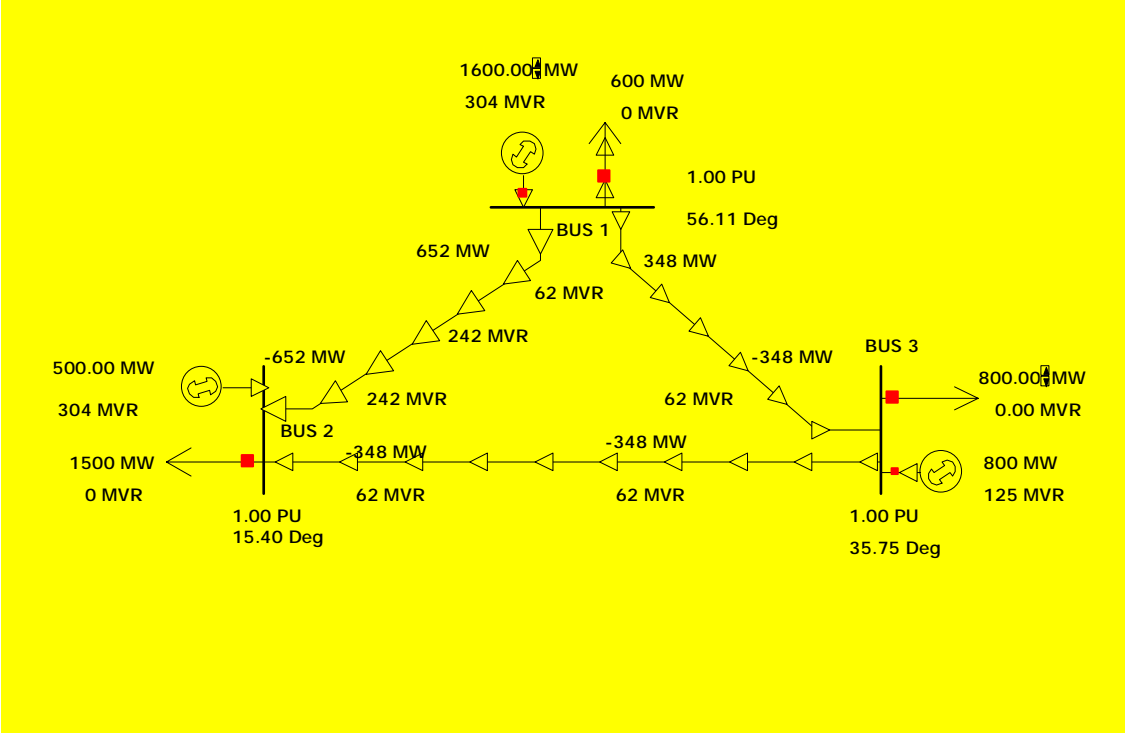 1600.00 MW
304 MVR
600 MW
0 MVR
1.00 PU
56.11 Deg
BUS 1
652 MW
62 MVR
348 MW
242 MVR
-652 MW
242 MVR
-348 MW
62 MVR
BUS 3
500.00 MW
304 MVR
BUS 2
800.00 MW
0.00 MVR
1500 MW
0 MVR
-348 MW
62 MVR
-348 MW
62 MVR
800 MW
125 MVR
1.00 PU
15.40 Deg
1.00 PU
35.75 Deg